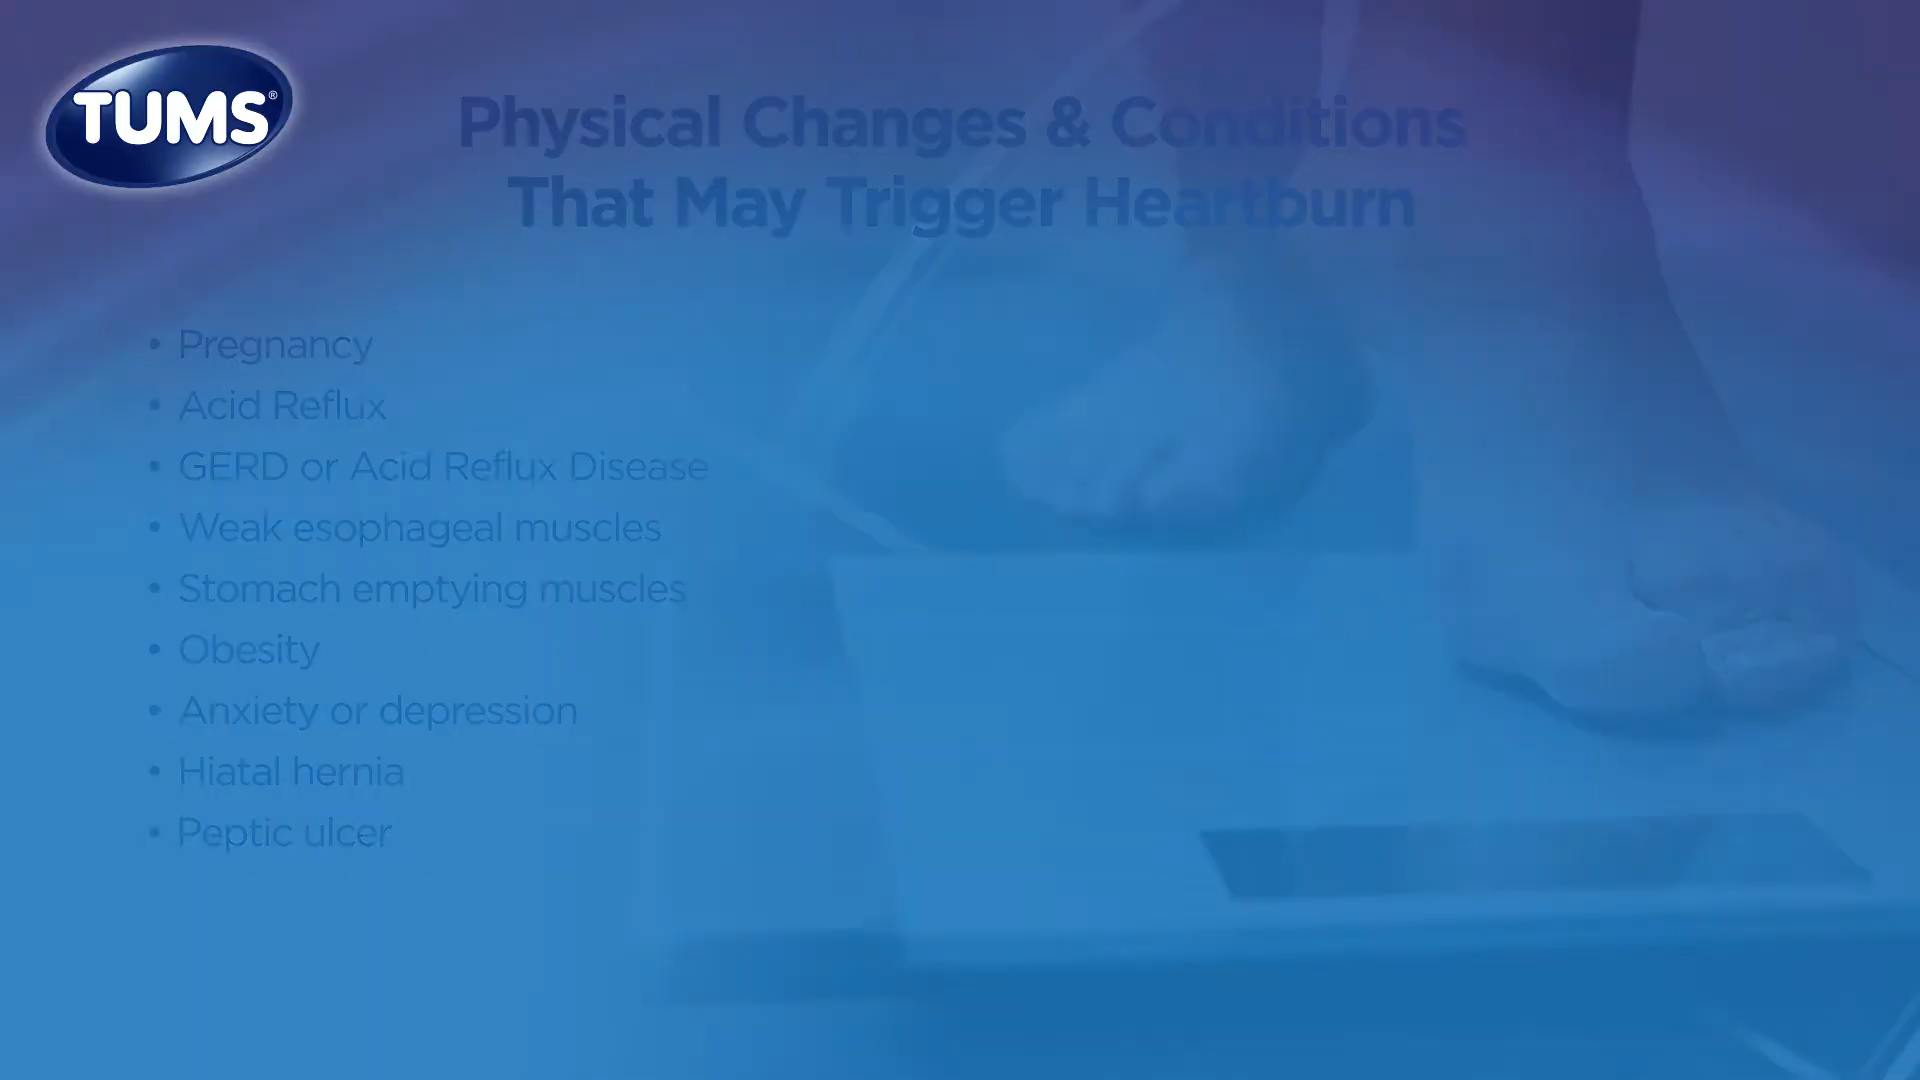 TUMS®
Physical Changes & Conditions
That May Trigger Heartburn
• Pregnancy
• Acid Reflux
• GERD or Acid Reflux Disease
• Weak esophageal muscles
• Stomach emptying muscles
• Obesity
• Anxiety or depression
• Hiatal hernia
• Peptic ulcer